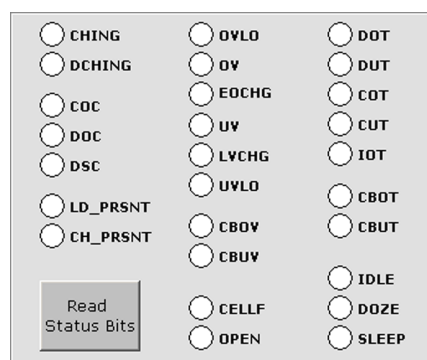 CHING
DCHING
COC
DOC
DSC
LD_PRSNT
CH_PRSNT
Read
Status Bits
OVLO
OV
EOCHG
UV
LVCHG
UVLO
CBOV
CBUV
CELLF
OPEN
DOT
DUT
COT
CUT
IOT
CBOT
CBUT
IDLE
DOZE
SLEEP